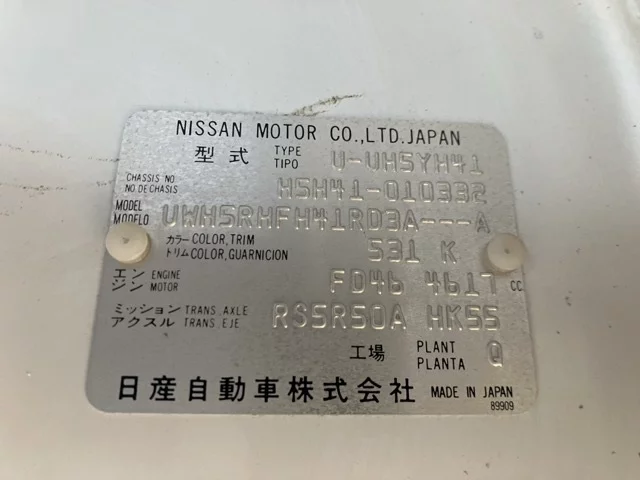 NISSAN MOTOR CO.,LTD.JAPAN
型式 TYPE TIPO U-UH5YH41
CHASSIS NO NO DE CHASIS H5H41-010332
MODEL MODELO UWH5RHFH41RD3A---A
カラー COLOR,TRIM トリム COLOR,GUARNICION 531 K
エンジン ENGINE MOTOR FD46 4617 CC
ミッション TRANS. AXLE アクスル TRANS. EJE RS5R50A HK55
工場 PLANT PLANTA Q
日産自動車株式会社 MADE IN JAPAN
89909